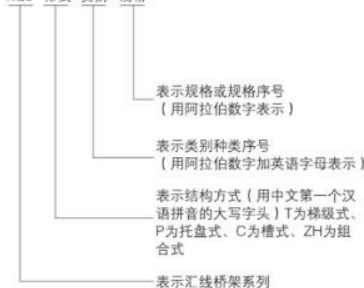 表示规格或规格序号
(用阿拉伯数字表示)
表示类别种类序号
(用阿拉伯数字加英语字母表示)
表示结构方式(用中文第一个汉
语拼音的大写字头)T为梯级式、
P为托盘式、C为槽式、ZH为组
合式
表示汇线桥架系列